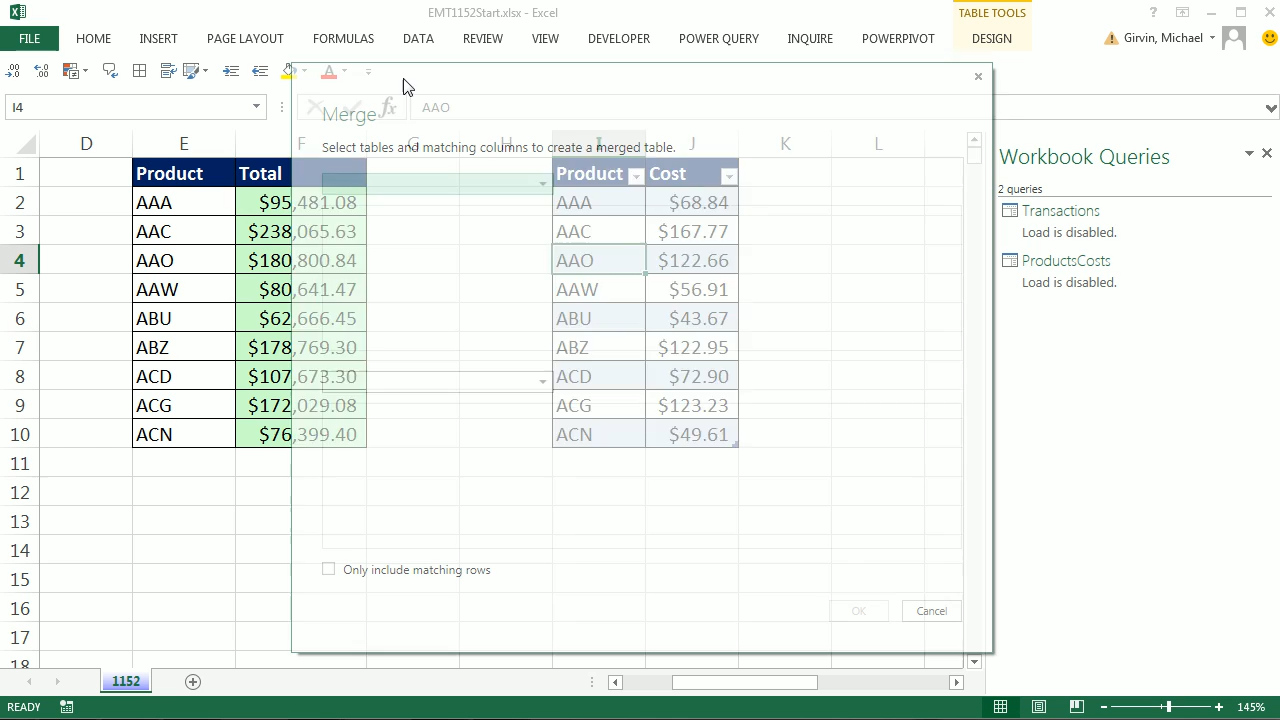 EMT1152Start.xlsx - Excel
TABLE TOOLS
?
FILE HOME INSERT PAGE LAYOUT FORMULAS DATA REVIEW VIEW DEVELOPER POWER QUERY INQUIRE POWERPIVOT DESIGN Girvin, Michael
I4 fx AAO
Merge
Select tables and matching columns to create a merged table.
D E F G H I J K L
1 Product Total Product Cost
2 AAA $95,481.08 AAA $68.84
3 AAC $238,065.63 AAC $167.77
4 AAO $180,800.84 AAO $122.66
5 AAW $80,641.47 AAW $56.91
6 ABU $62,666.45 ABU $43.67
7 ABZ $178,769.30 ABZ $122.95
8 ACD $107,673.30 ACD $72.90
9 ACG $172,029.08 ACG $123.23
10 ACN $76,399.40 ACN $49.61
11
12
13
14
15
16
17
18
Only include matching rows
OK Cancel
Workbook Queries
2 queries
Transactions
Load is disabled.
ProductsCosts
Load is disabled.
1152
READY 145%